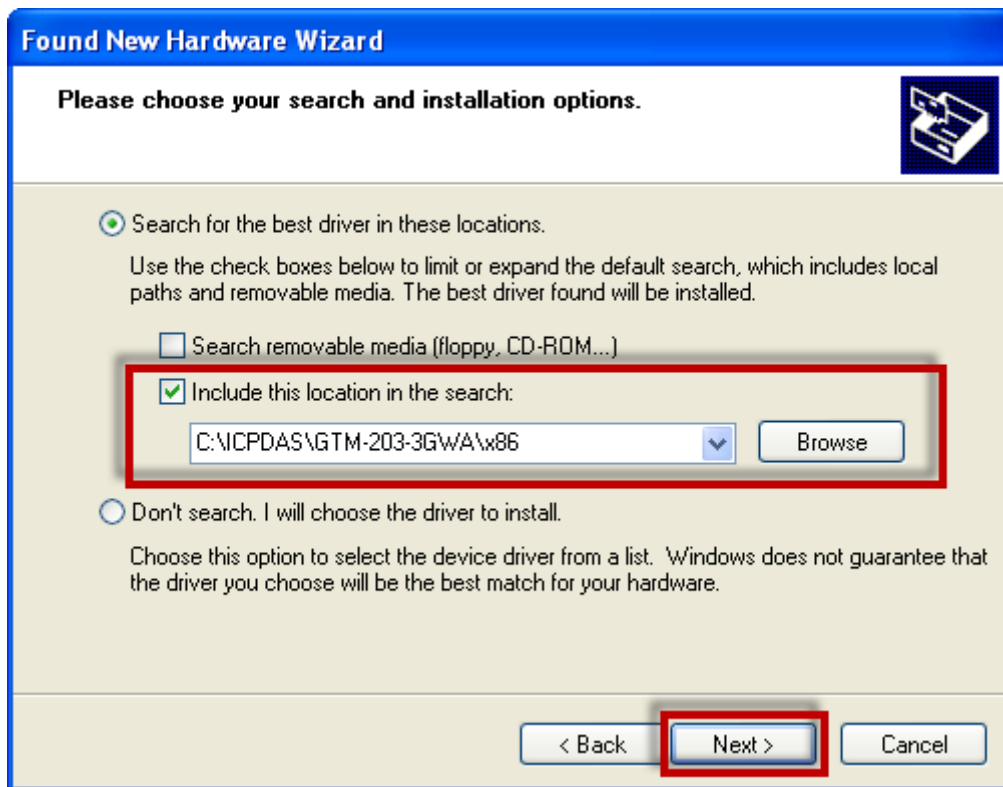 Found New Hardware Wizard
Please choose your search and installation options.
Search for the best driver in these locations.
Use the check boxes below to limit or expand the default search, which includes local
paths and removable media. The best driver found will be installed.
Search removable media (floppy, CD-ROM...)
Include this location in the search:
C:\ICPDAS\GTM-203-3GWA\x86
Browse
Don't search. I will choose the driver to install.
Choose this option to select the device driver from a list.  Windows does not guarantee that
the driver you choose will be the best match for your hardware.
< Back
Next >
Cancel